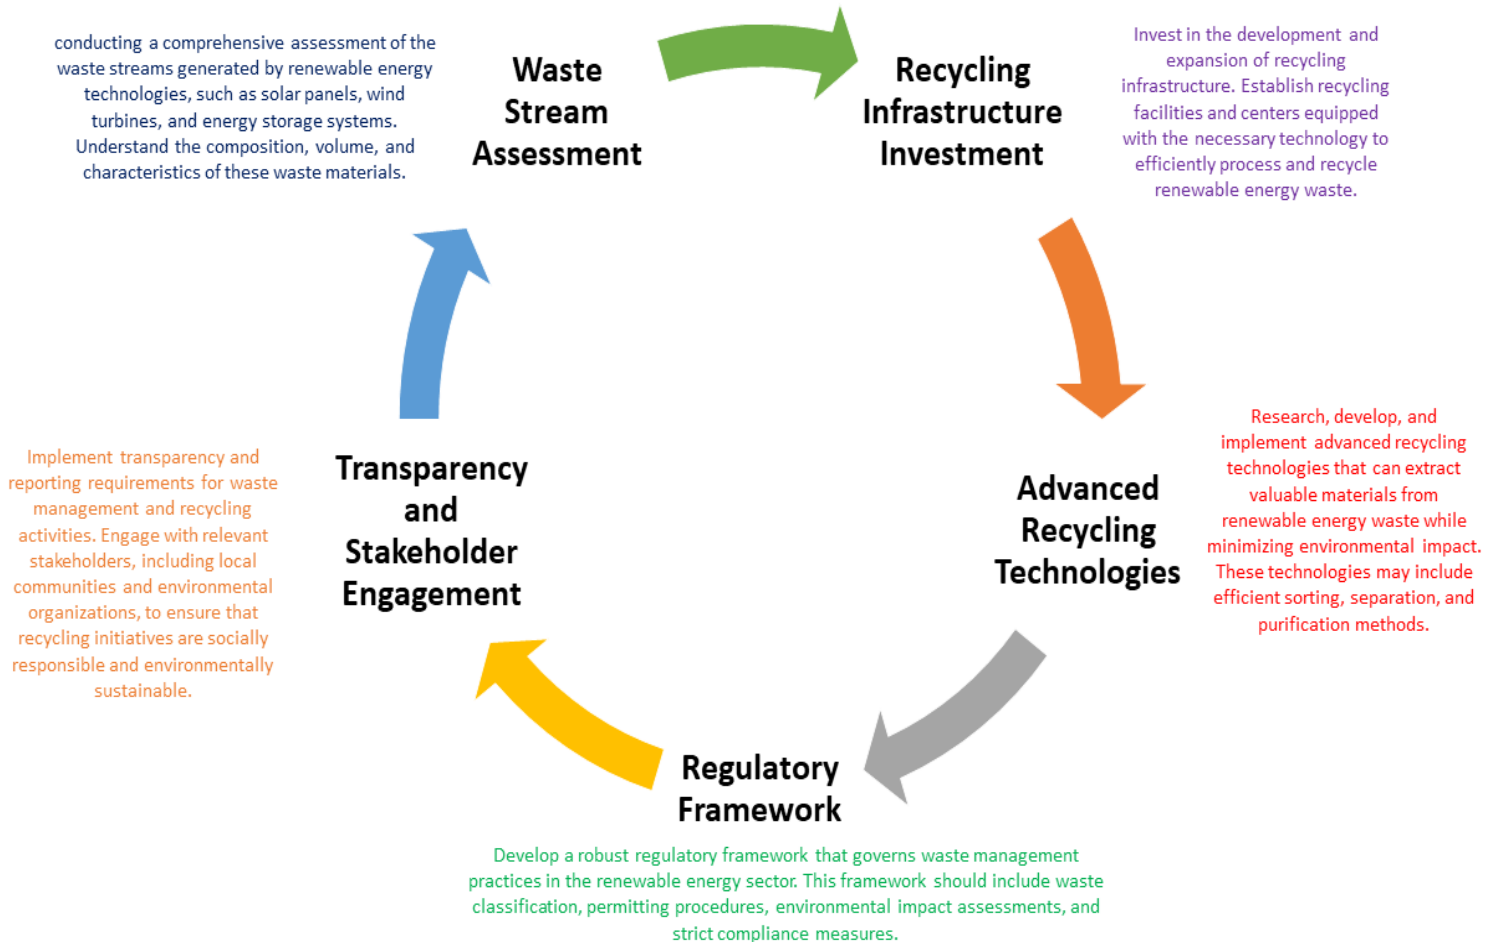 conducting a comprehensive assessment of the
waste streams generated by renewable energy
technologies, such as solar panels, wind
turbines, and energy storage systems.
Understand the composition, volume, and
characteristics of these waste materials.
Waste
Stream
Assessment
Recycling
Infrastructure
Investment
Invest in the development and
expansion of recycling
infrastructure. Establish recycling
facilities and centers equipped
with the necessary technology to
efficiently process and recycle
renewable energy waste.
Advanced
Recycling
Technologies
Research, develop, and
implement advanced recycling
technologies that can extract
valuable materials from
renewable energy waste while
minimizing environmental impact.
These technologies may include
efficient sorting, separation, and
purification methods.
Regulatory
Framework
Develop a robust regulatory framework that governs waste management
practices in the renewable energy sector. This framework should include waste
classification, permitting procedures, environmental impact assessments, and
strict compliance measures.
Transparency
and
Stakeholder
Engagement
Implement transparency and
reporting requirements for waste
management and recycling
activities. Engage with relevant
stakeholders, including local
communities and environmental
organizations, to ensure that
recycling initiatives are socially
responsible and environmentally
sustainable.